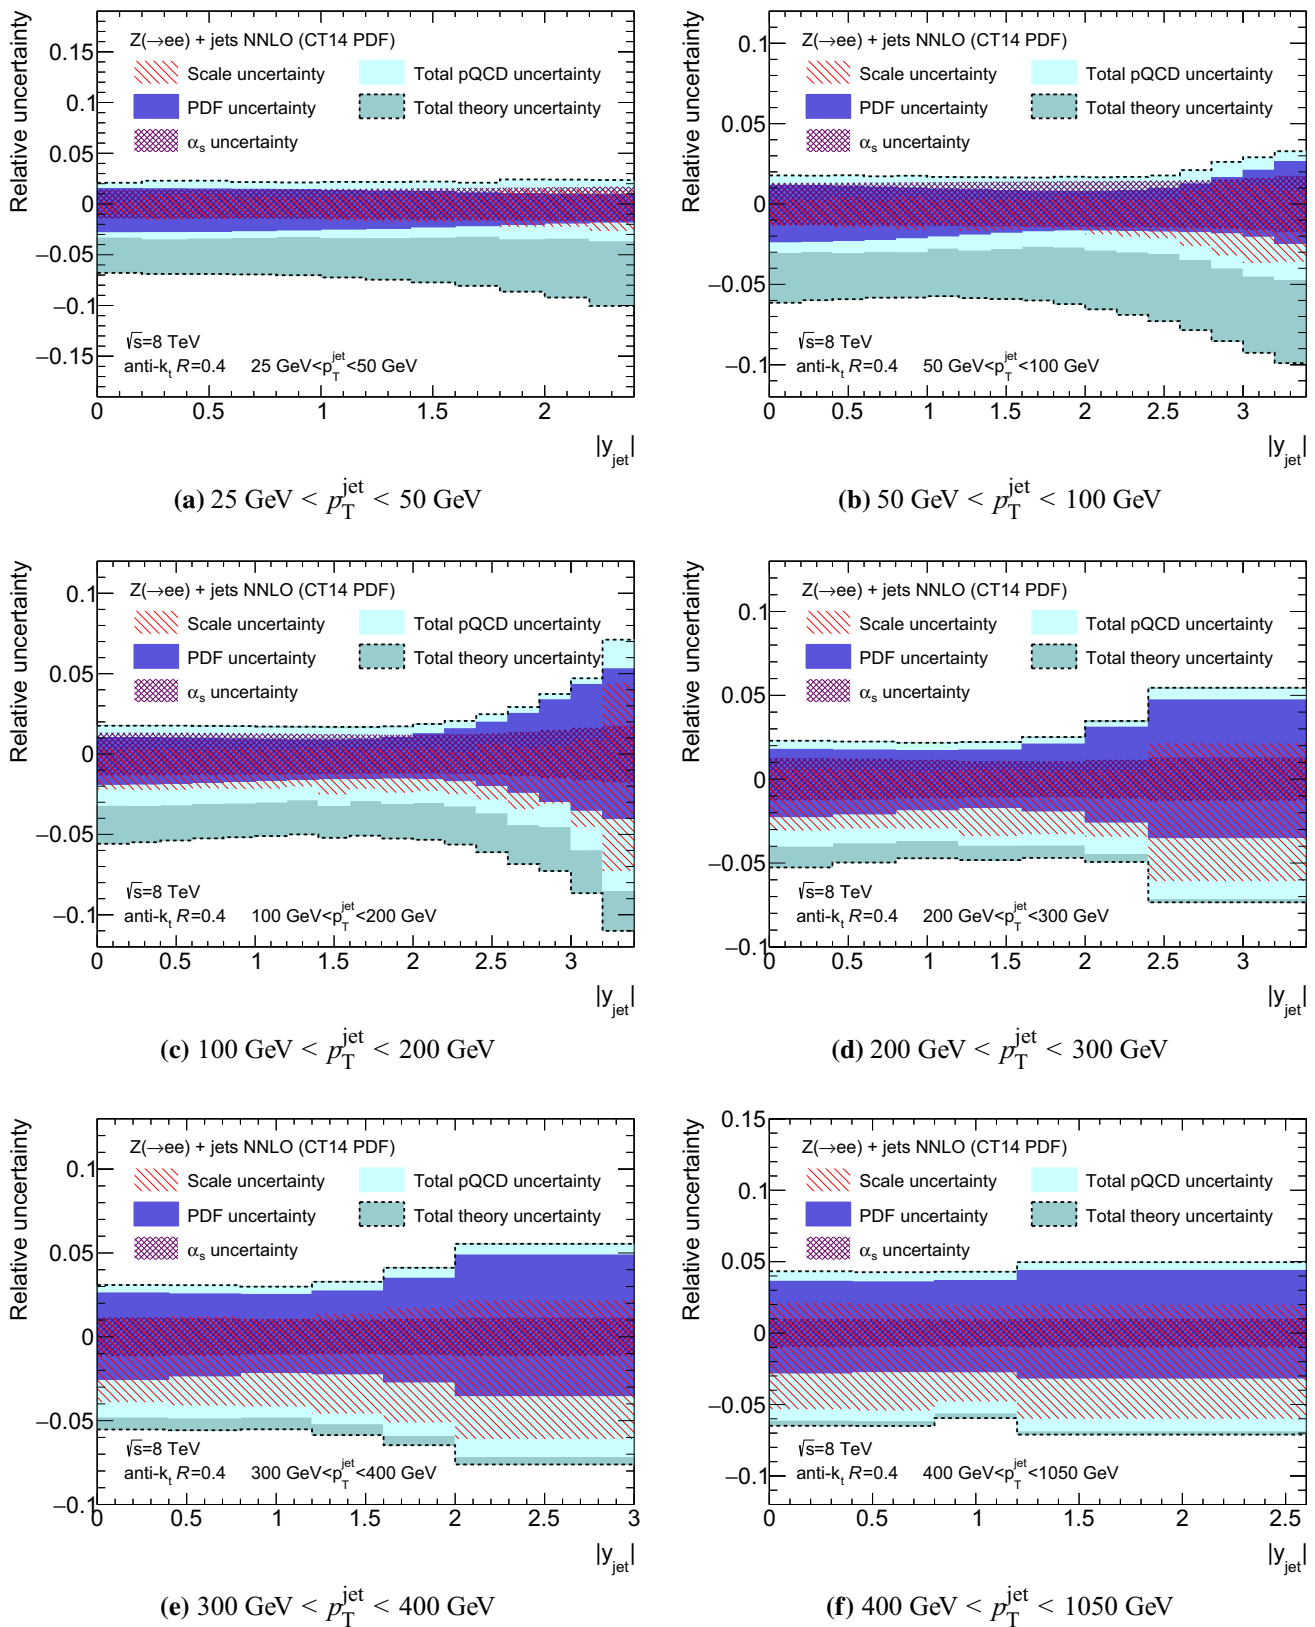 Relative uncertainty
Z(→ee) + jets NNLO (CT14 PDF)
Scale uncertainty
Total pQCD uncertainty
PDF uncertainty
Total theory uncertainty
αs uncertainty
0.15
0.1
0.05
0
−0.05
−0.1
−0.15
√s=8 TeV
anti-kt R=0.4 25 GeV<pTjet<50 GeV
0 0.5 1 1.5 2
|yjet|
(a) 25 GeV < pTjet < 50 GeV
Relative uncertainty
Z(→ee) + jets NNLO (CT14 PDF)
Scale uncertainty
Total pQCD uncertainty
PDF uncertainty
Total theory uncertainty
αs uncertainty
0.1
0.05
0
−0.05
−0.1
√s=8 TeV
anti-kt R=0.4 50 GeV<pTjet<100 GeV
0 0.5 1 1.5 2 2.5 3
|yjet|
(b) 50 GeV < pTjet < 100 GeV
Relative uncertainty
Z(→ee) + jets NNLO (CT14 PDF)
Scale uncertainty
Total pQCD uncertainty
PDF uncertainty
Total theory uncertainty
αs uncertainty
0.1
0.05
0
−0.05
−0.1
√s=8 TeV
anti-kt R=0.4 100 GeV<pTjet<200 GeV
0 0.5 1 1.5 2 2.5 3
|yjet|
(c) 100 GeV < pTjet < 200 GeV
Relative uncertainty
Z(→ee) + jets NNLO (CT14 PDF)
Scale uncertainty
Total pQCD uncertainty
PDF uncertainty
Total theory uncertainty
αs uncertainty
0.1
0.05
0
−0.05
−0.1
√s=8 TeV
anti-kt R=0.4 200 GeV<pTjet<300 GeV
0 0.5 1 1.5 2 2.5 3
|yjet|
(d) 200 GeV < pTjet < 300 GeV
Relative uncertainty
Z(→ee) + jets NNLO (CT14 PDF)
Scale uncertainty
Total pQCD uncertainty
PDF uncertainty
Total theory uncertainty
αs uncertainty
0.1
0.05
0
−0.05
−0.1
√s=8 TeV
anti-kt R=0.4 300 GeV<pTjet<400 GeV
0 0.5 1 1.5 2 2.5 3
|yjet|
(e) 300 GeV < pTjet < 400 GeV
Relative uncertainty
Z(→ee) + jets NNLO (CT14 PDF)
Scale uncertainty
Total pQCD uncertainty
PDF uncertainty
Total theory uncertainty
αs uncertainty
0.15
0.1
0.05
0
−0.05
−0.1
√s=8 TeV
anti-kt R=0.4 400 GeV<pTjet<1050 GeV
0 0.5 1 1.5 2 2.5
|yjet|
(f) 400 GeV < pTjet < 1050 GeV